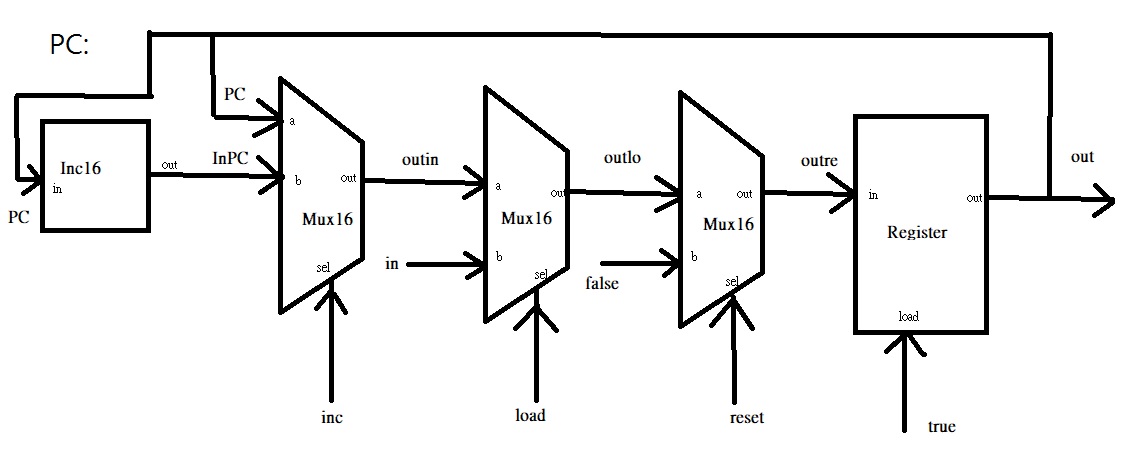 PC:
PC
a
Inc16
in
out
InPC
b
out
Mux16
sel
PC
inc
outin
a
out
Mux16
in
b
sel
load
outlo
a
out
Mux16
false
b
sel
reset
outre
in
out
Register
load
true
out